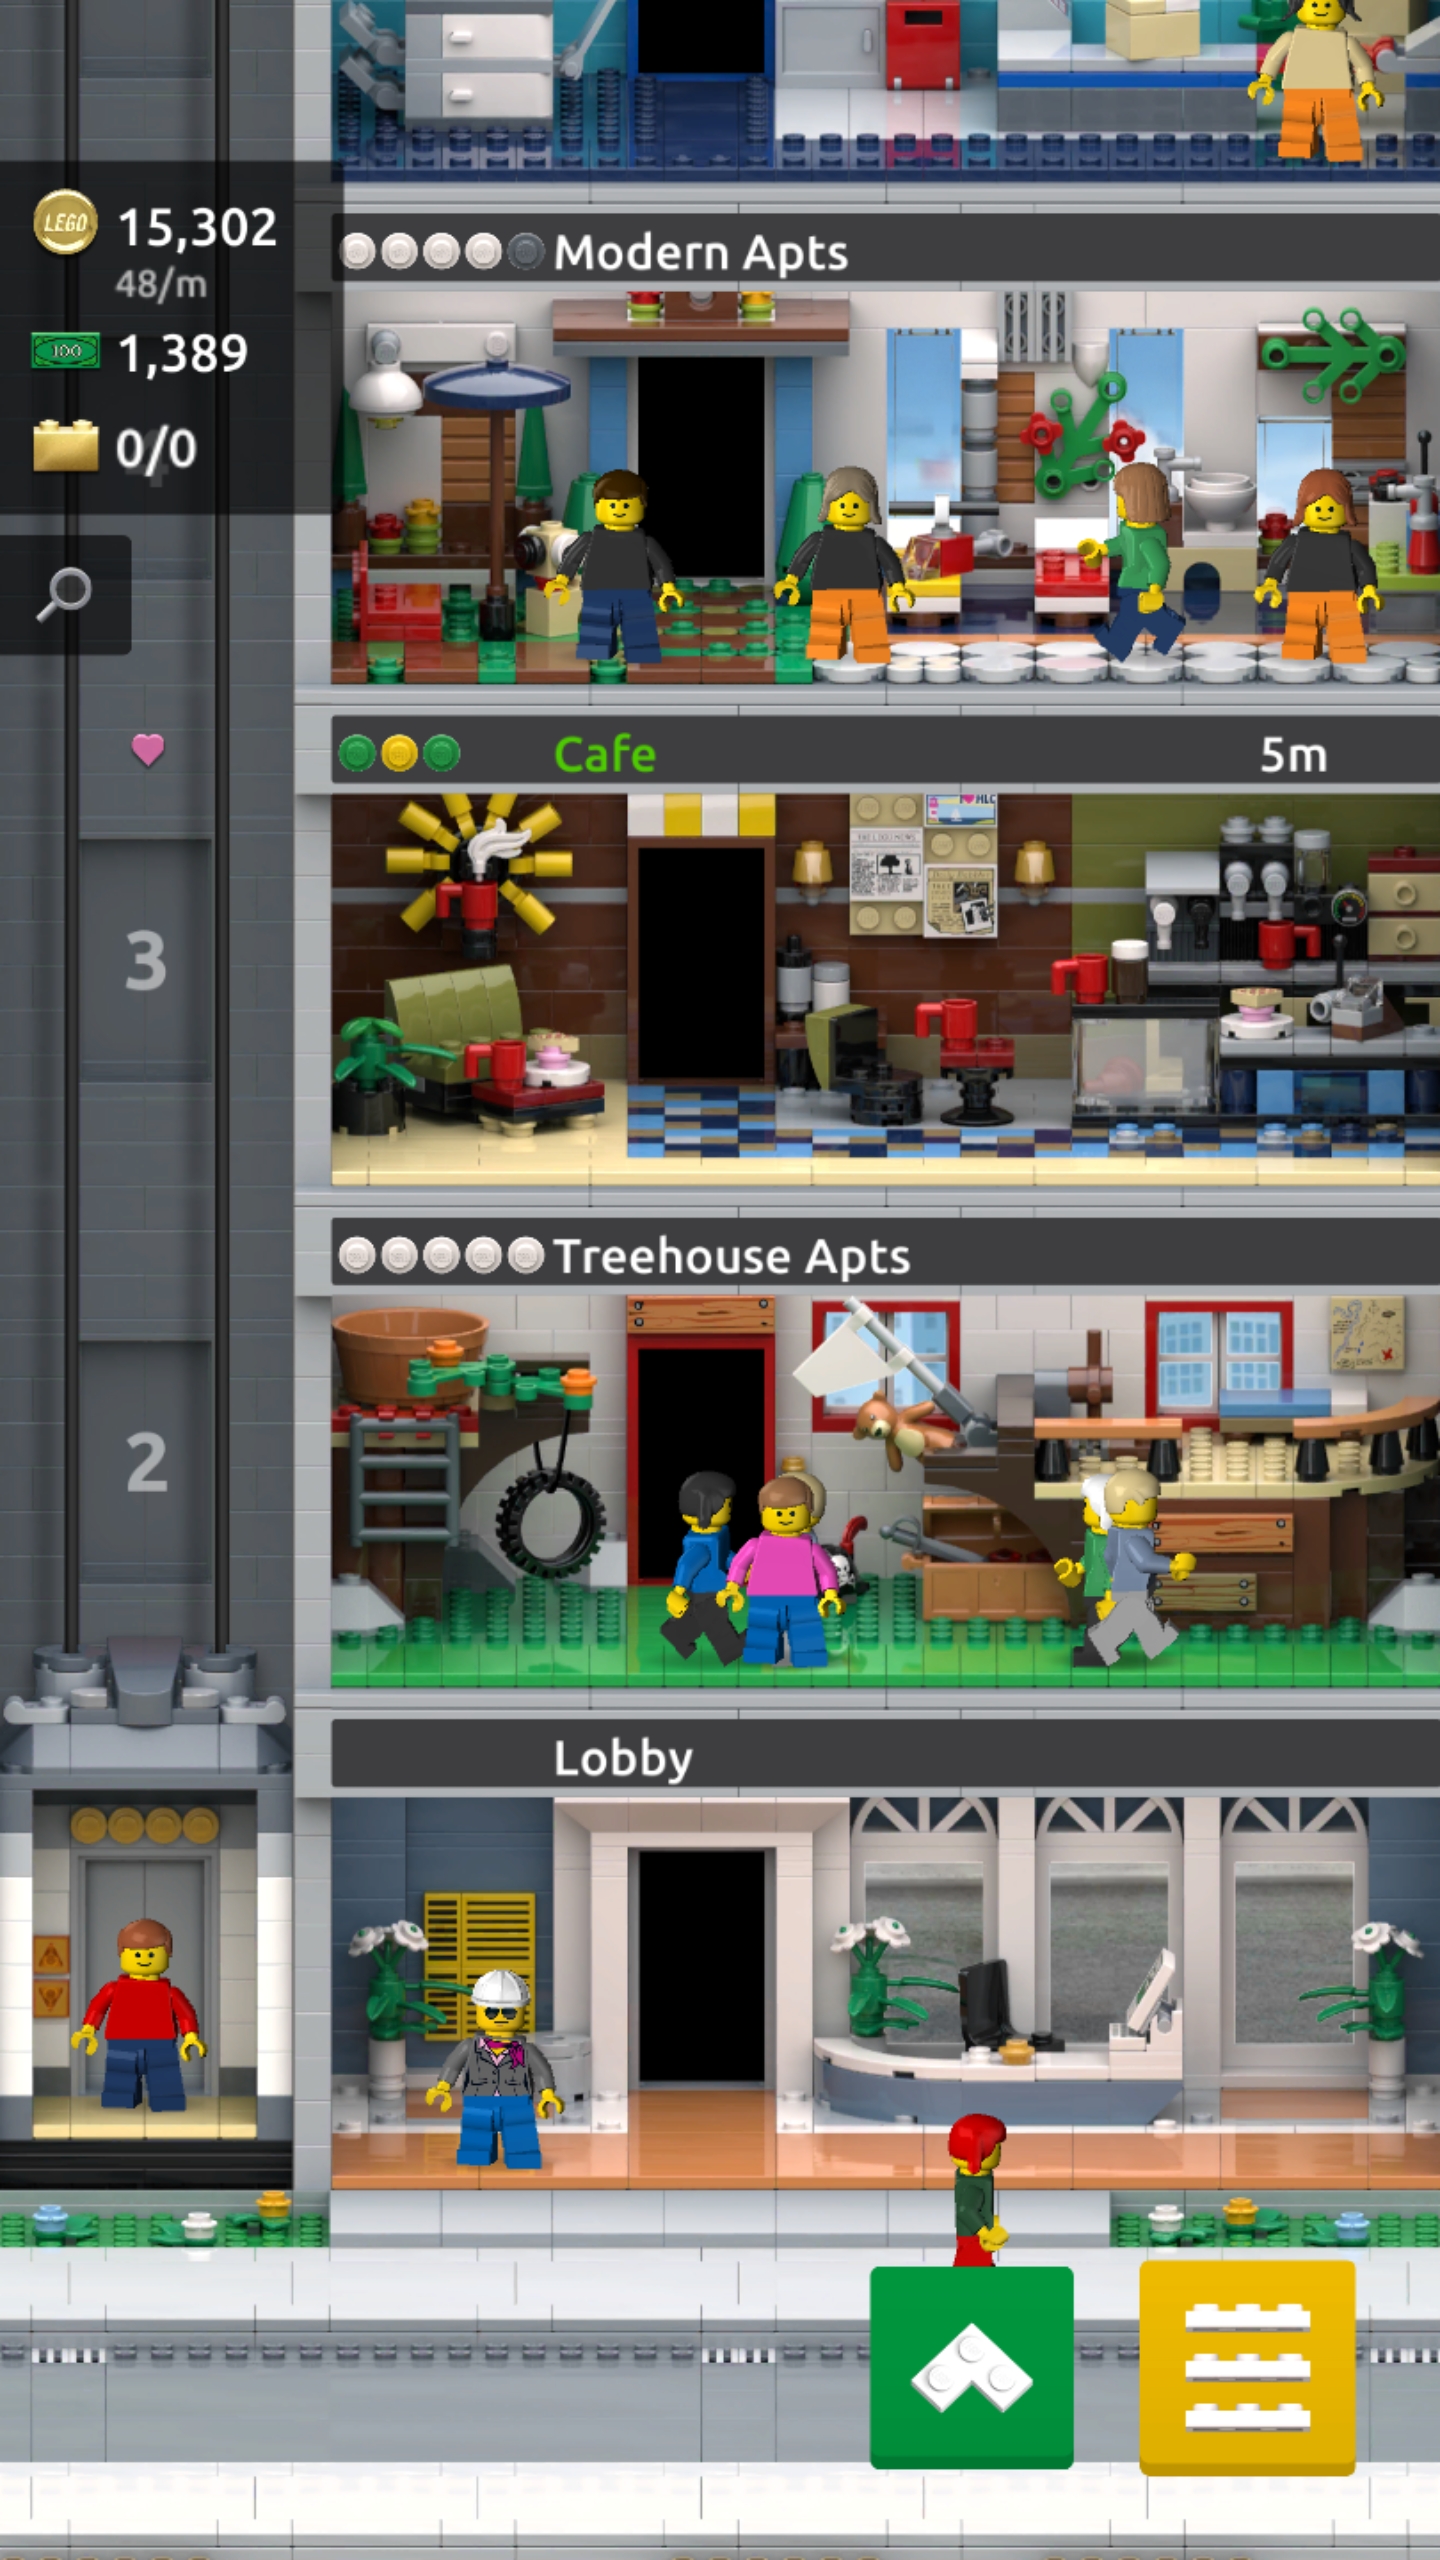 LEGO 15,302
48/m
100 1,389
0/0
Modern Apts
Cafe 5m
3
Treehouse Apts
2
Lobby